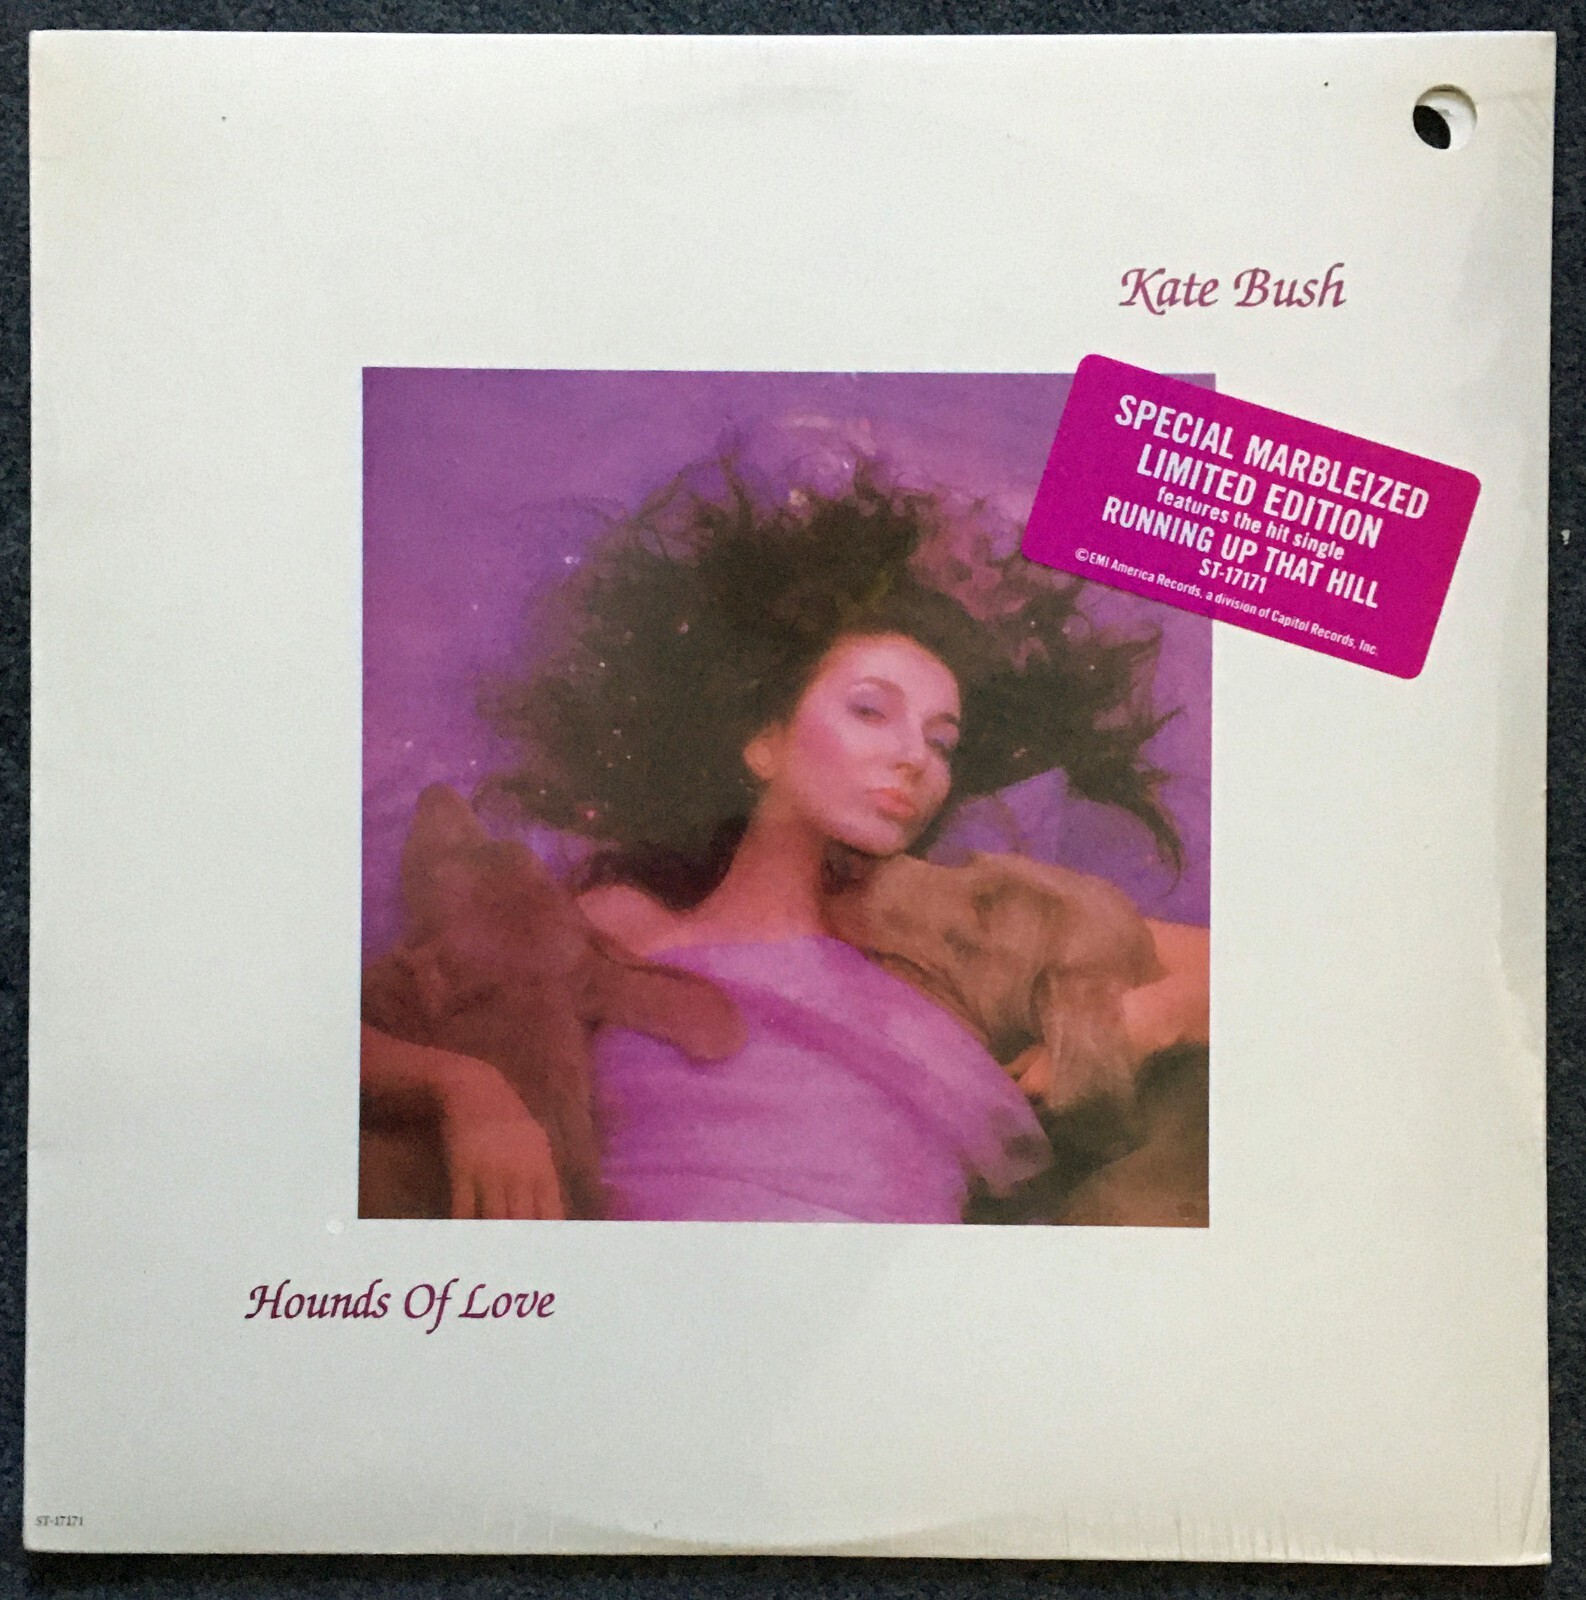 Kate Bush
SPECIAL MARBLEIZED
LIMITED EDITION
features the hit single
RUNNING UP THAT HILL
ST-17171
©EMI America Records, a division of Capitol Records, Inc.
Hounds Of Love
ST-17171